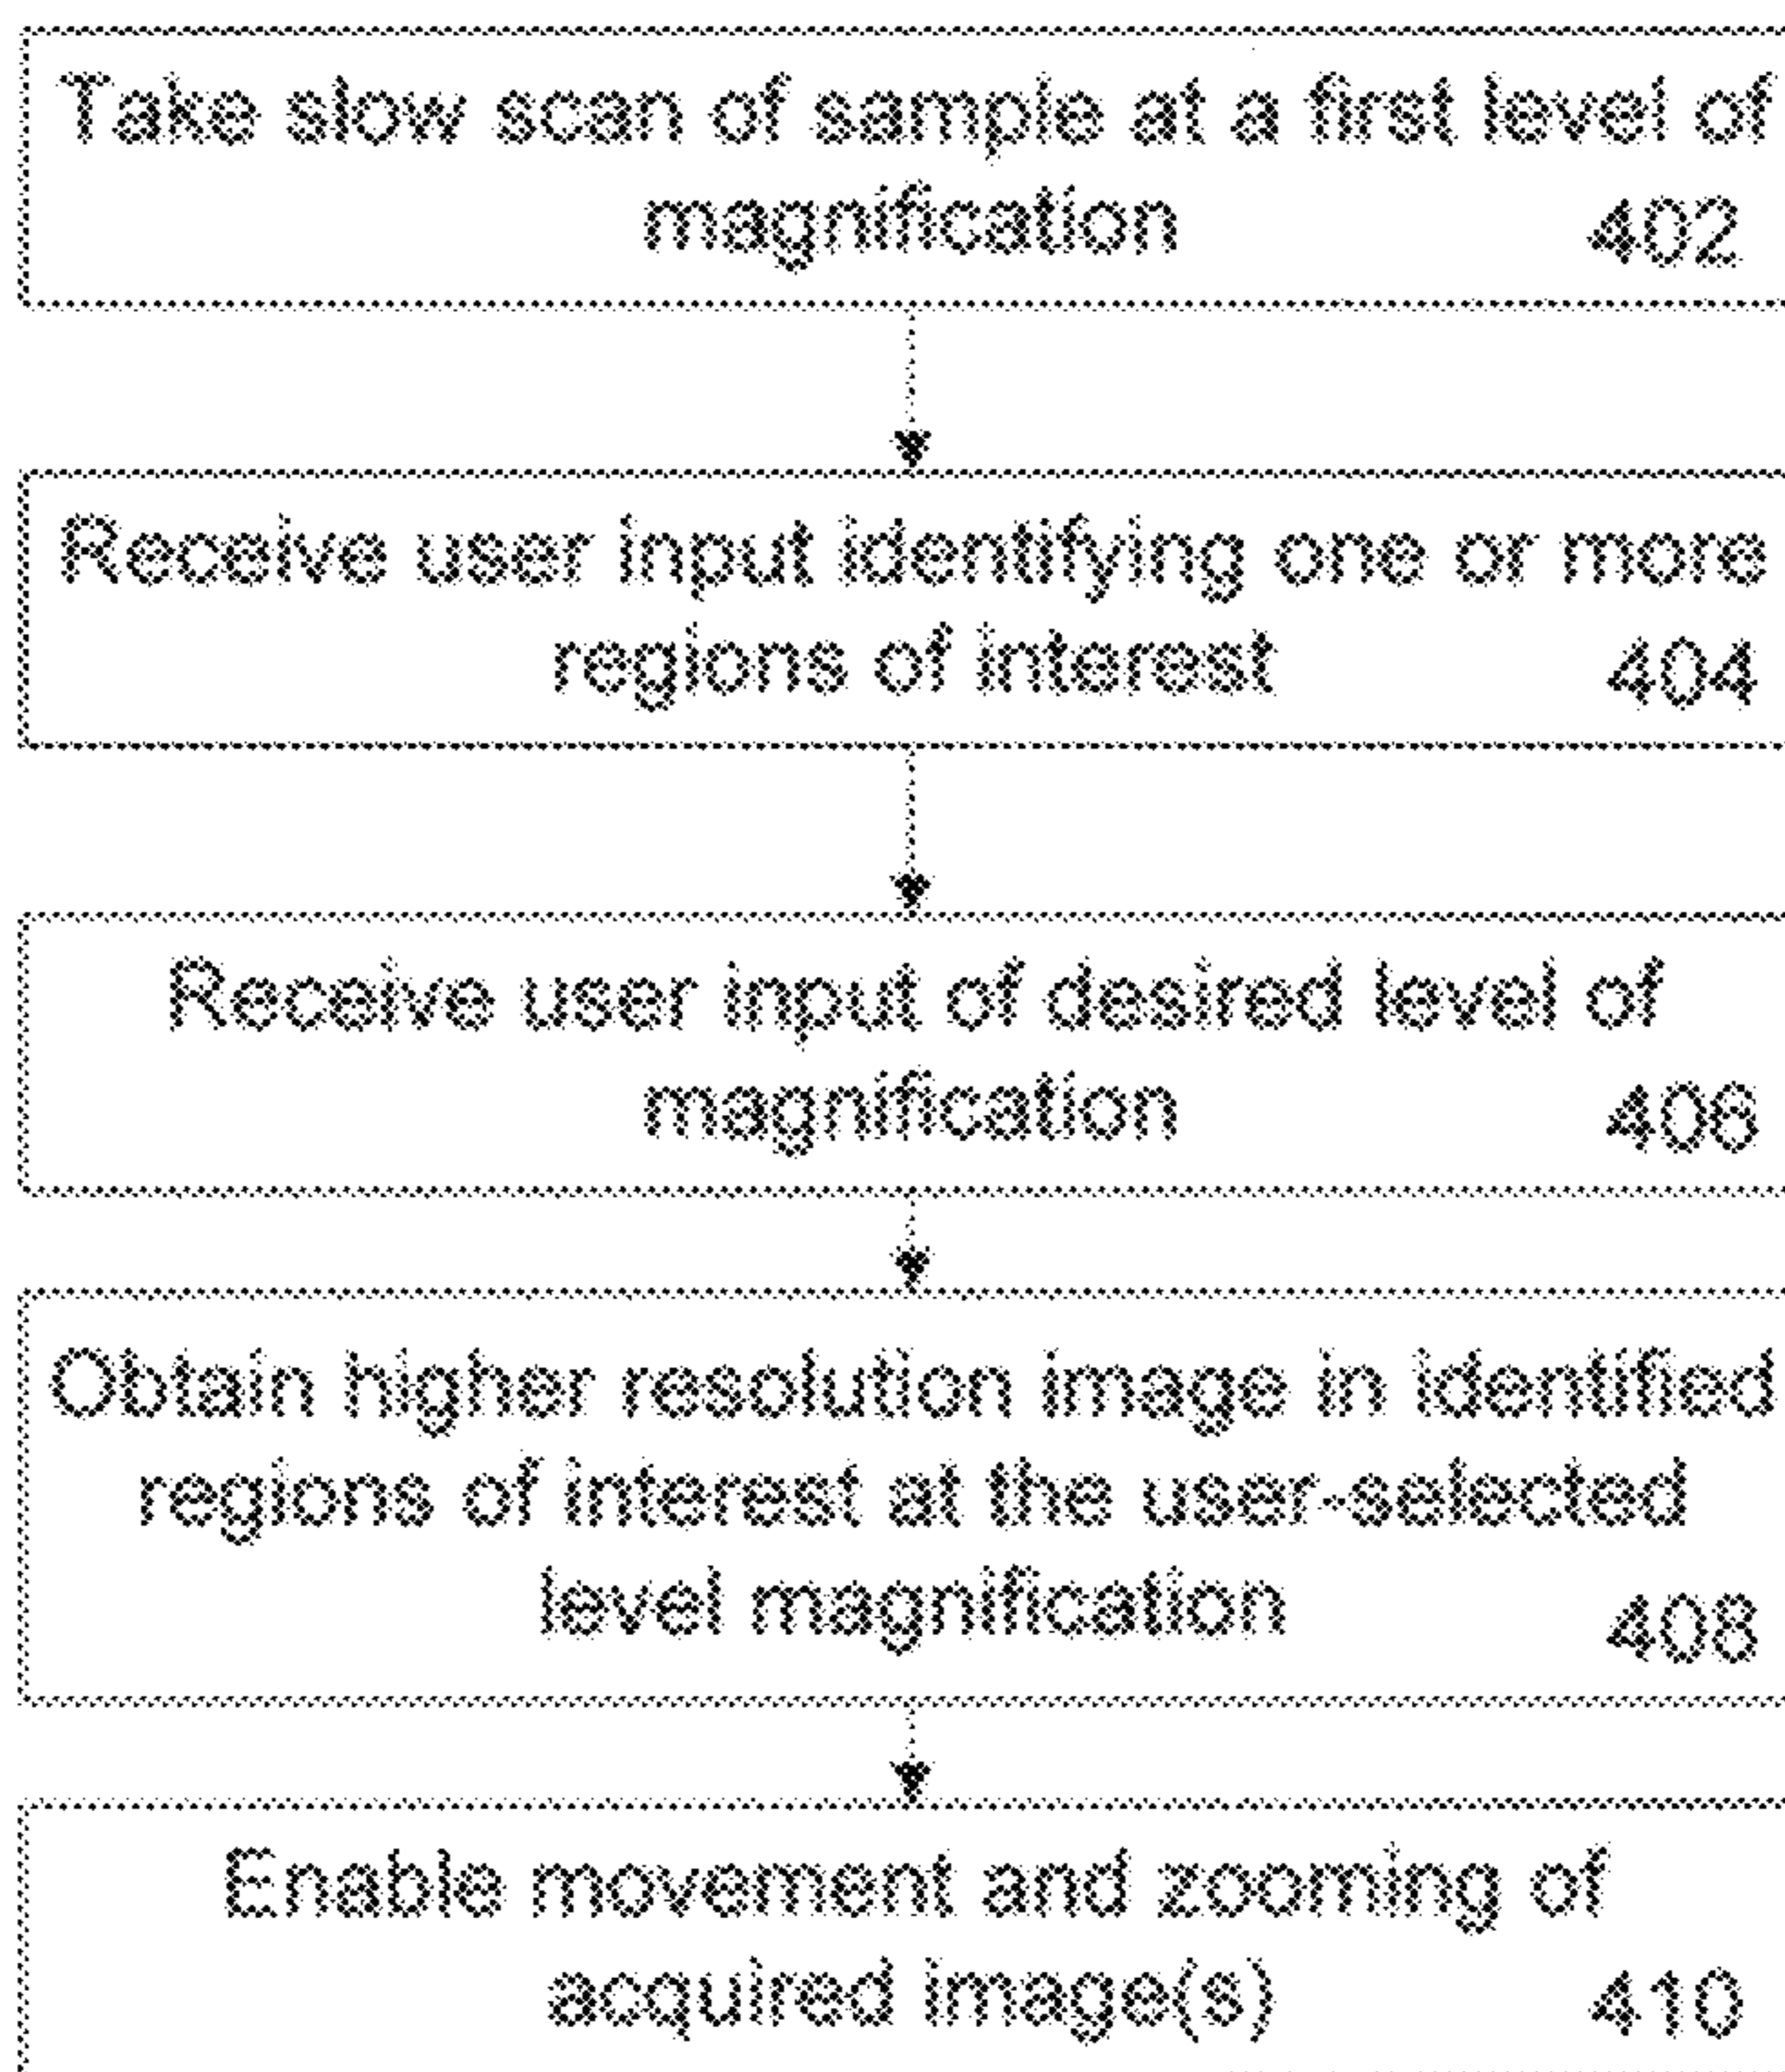 Take slow scan of sample at a first level of
magnification 402
Receive user input identifying one or more
regions of interest 404
Receive user input of desired level of
magnification 406
Obtain higher resolution image in identified
regions of interest at the user-selected
level magnification 408
Enable movement and zooming of
acquired image(s) 410